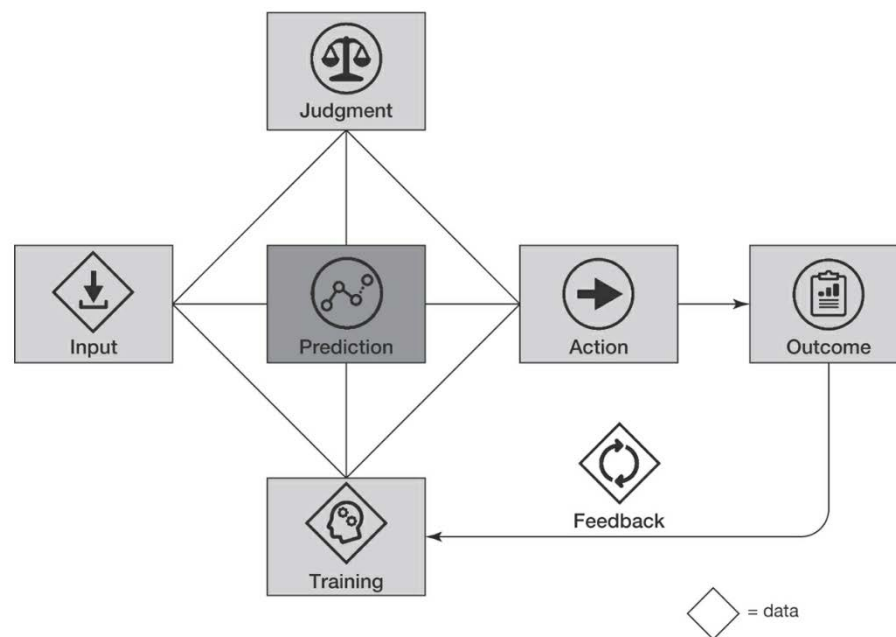 Judgment
Input
Prediction
Action
Outcome
Feedback
Training
= data